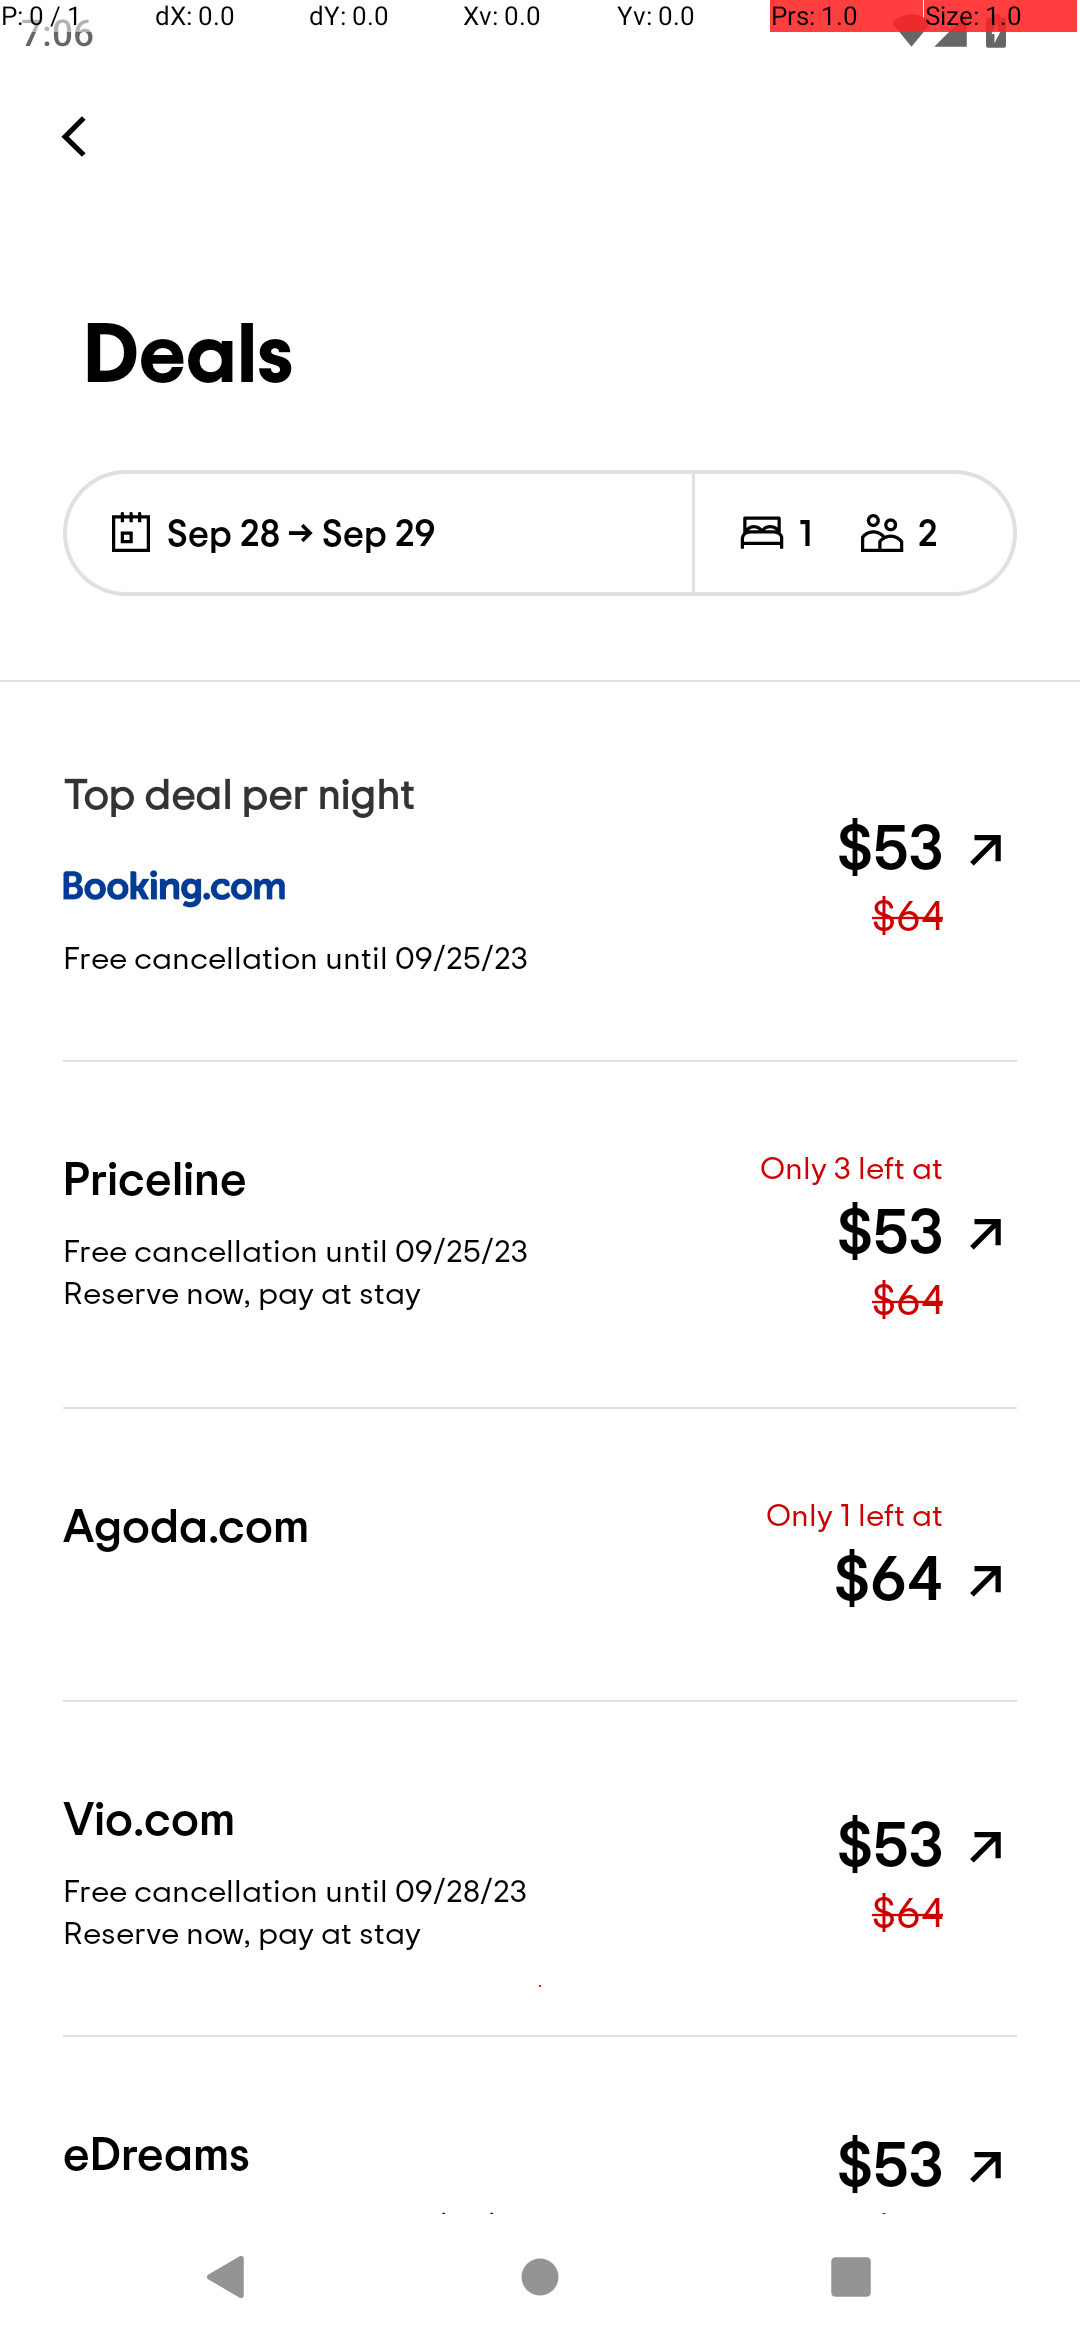 P: 0 / 1 dX: 0.0 dY: 0.0 Xv: 0.0 Yv: 0.0 Prs: 1.0 Size: 1.0
7:06
Deals
Sep 28 → Sep 29 1 2
Top deal per night
Booking.com
Free cancellation until 09/25/23
$53
$64
Priceline
Free cancellation until 09/25/23
Reserve now, pay at stay
Only 3 left at
$53
$64
Agoda.com
Only 1 left at
$64
Vio.com
Free cancellation until 09/28/23
Reserve now, pay at stay
$53
$64
eDreams
$53